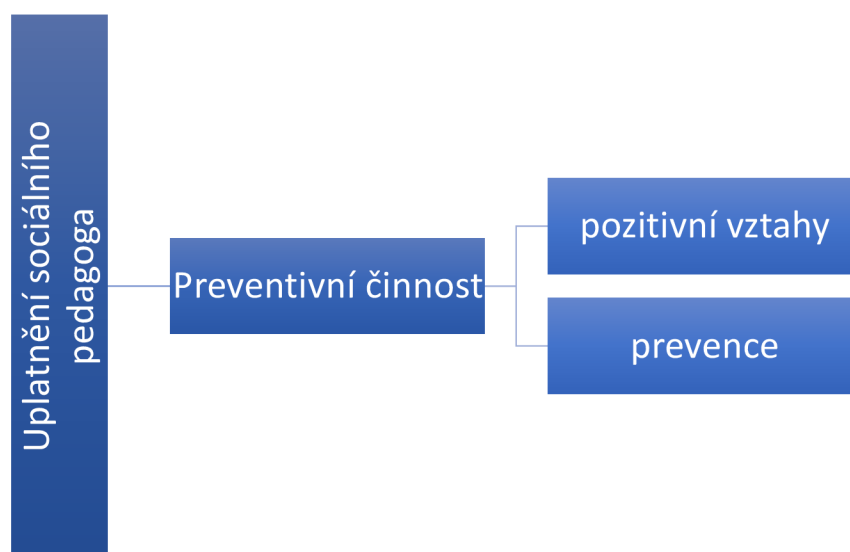 Uplatnění sociálního
pedagoga
Preventivní činnost
pozitivní vztahy
prevence